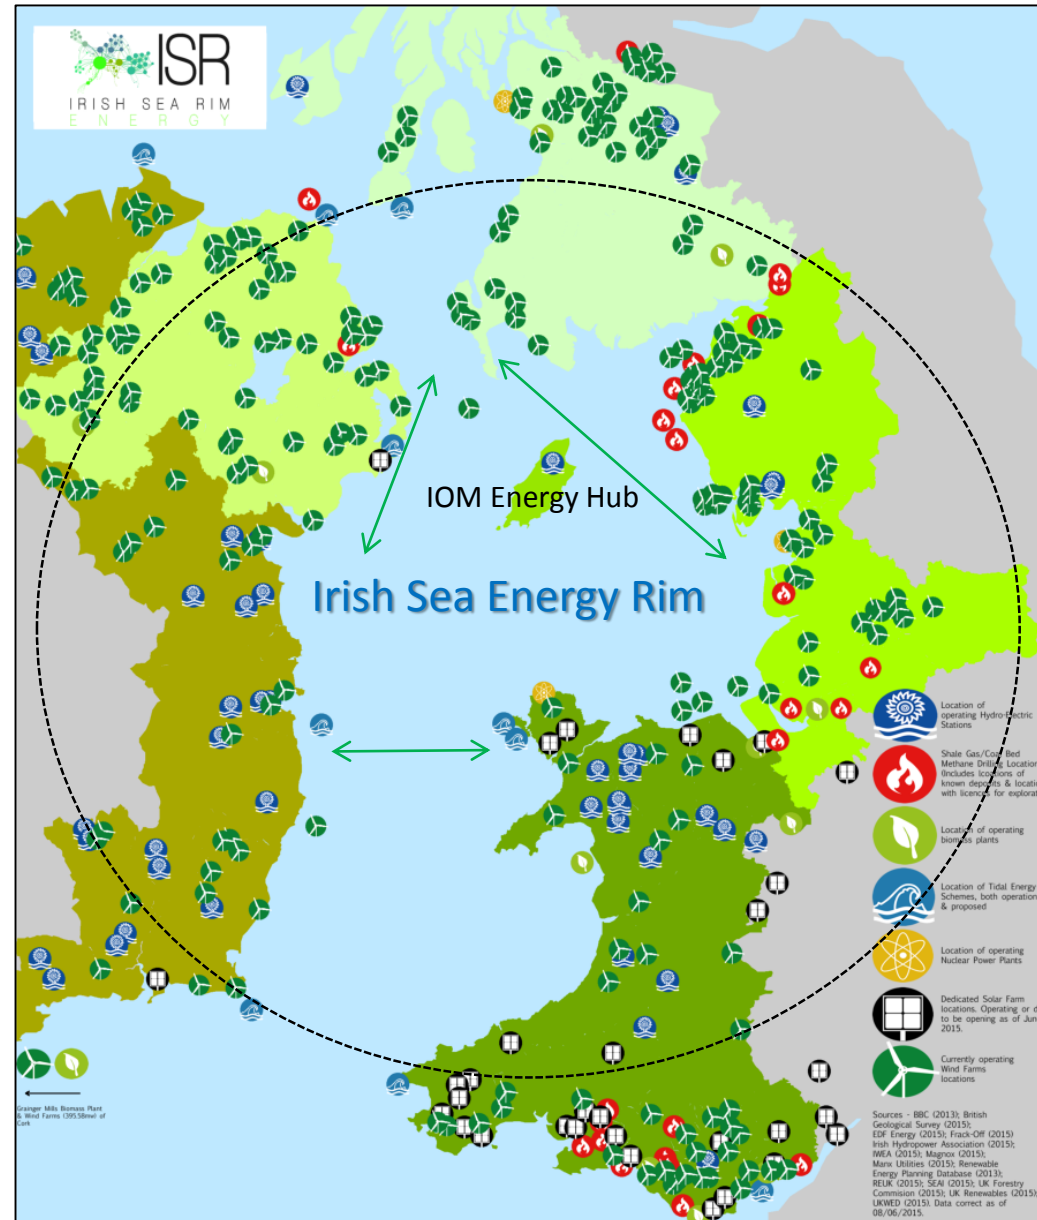 ISR
IRISH SEA RIM
ENERGY
IOM Energy Hub
Irish Sea Energy Rim
Location of
operating Hydro-Electric
Stations
Shale Gas/Coal Bed
Methane Drilling Location
(Includes locations of
known deposits & locatio
with licences for explorat
Location of operating
biomass plants
Location of Tidal Energy
Schemes, both operation
& proposed
Location of operating
Nuclear Power Plants
Dedicated Solar Farm
locations. Operating or d
to be opening as of Jun
2015.
Currently operating
Wind Farms
locations
Grainger Mills Biomass Plant
& Wind Farms (395.58mw) of
Cork
Sources - BBC (2013); British
Geological Survey (2015);
EDF Energy (2015); Frack-Off (2015)
Irish Hydropower Association (2015);
IWEA (2015); Magnox (2015);
Manx Utilities (2015); Renewable
Energy Planning Database (2013);
REUK (2015); SEAI (2015); UK Forestry
Commision (2015); UK Renewables (2015)
UKWED (2015). Data correct as of
08/06/2015.